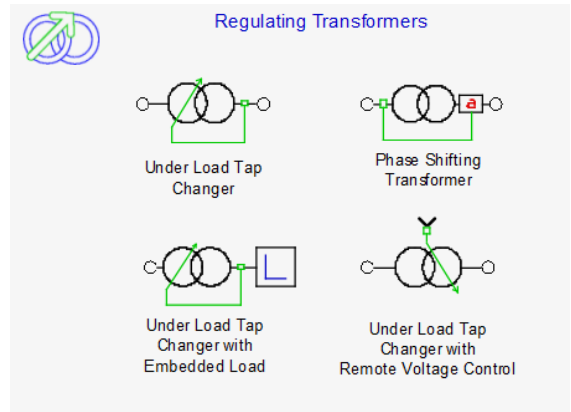 Regulating Transformers
a
Under Load Tap
Changer
Phase Shifting
Transformer
L
Under Load Tap
Changer with
Embedded Load
Under Load Tap
Changer with
Remote Voltage Control